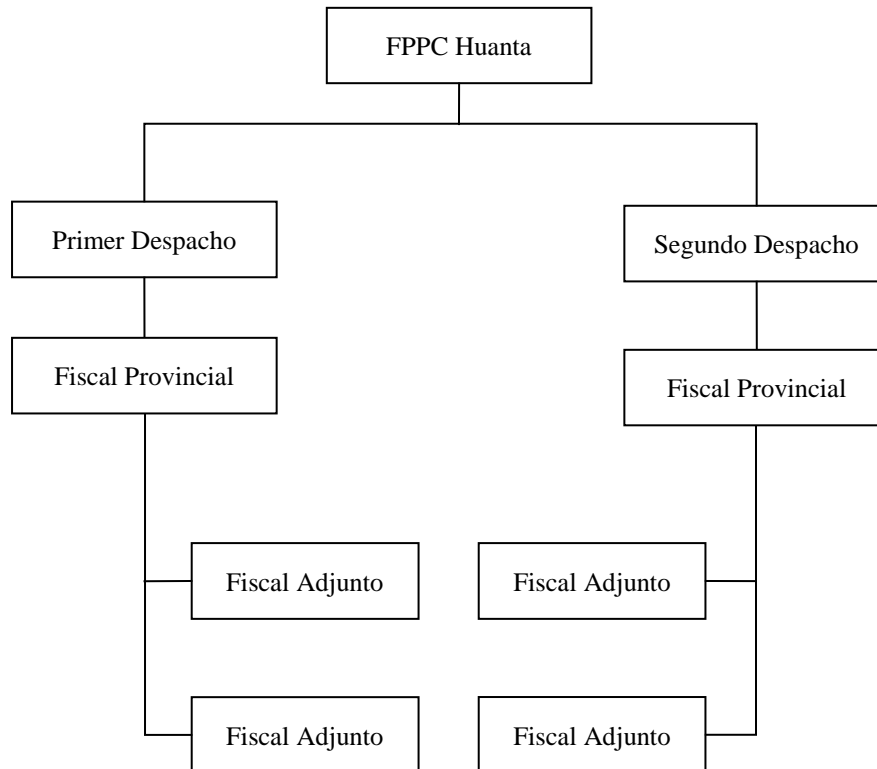 FPPC Huanta
Primer Despacho
Segundo Despacho
Fiscal Provincial
Fiscal Provincial
Fiscal Adjunto
Fiscal Adjunto
Fiscal Adjunto
Fiscal Adjunto